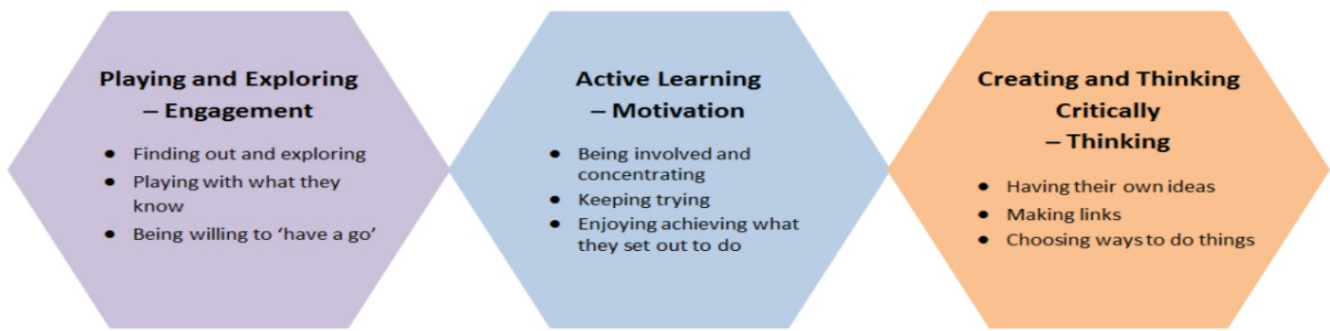 Playing and Exploring
– Engagement
● Finding out and exploring
● Playing with what they
know
● Being willing to ‘have a go’
Active Learning
– Motivation
● Being involved and
concentrating
● Keeping trying
● Enjoying achieving what
they set out to do
Creating and Thinking
Critically
– Thinking
● Having their own ideas
● Making links
● Choosing ways to do things